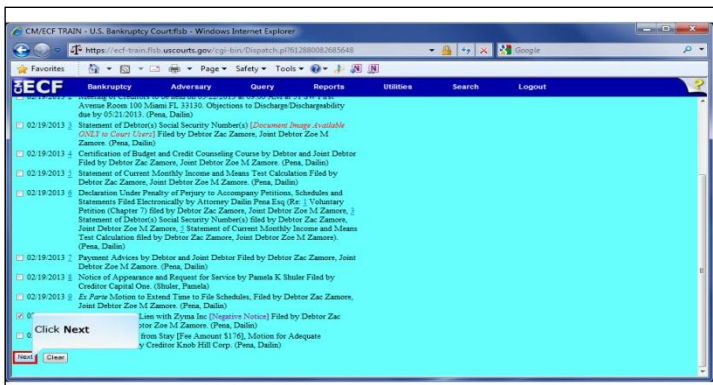 CM/ECF TRAIN - U.S. Bankruptcy Court:flsb - Windows Internet Explorer
https://ecf-train.flsb.uscourts.gov/cgi-bin/Dispatch.pl?612880082685648
Google
Favorites Page Safety Tools
ECF Bankruptcy Adversary Query Reports Utilities Search Logout ?
Avenue Room 100 Miami FL 33130. Objections to Discharge/Dischargeability
due by 05/21/2013. (Pena, Dailin)
02/19/2013 3 Statement of Debtor(s) Social Security Number(s) [Document Image Available
ONLY to Court Users] Filed by Debtor Zac Zamore, Joint Debtor Zoe M
Zamore. (Pena, Dailin)
02/19/2013 4 Certification of Budget and Credit Counseling Course by Debtor and Joint Debtor
Filed by Debtor Zac Zamore, Joint Debtor Zoe M Zamore. (Pena, Dailin)
02/19/2013 5 Statement of Current Monthly Income and Means Test Calculation Filed by
Debtor Zac Zamore, Joint Debtor Zoe M Zamore. (Pena, Dailin)
02/19/2013 6 Declaration Under Penalty of Perjury to Accompany Petitions, Schedules and
Statements Filed Electronically by Attorney Dailin Pena Esq (Re: 1 Voluntary
Petition (Chapter 7) filed by Debtor Zac Zamore, Joint Debtor Zoe M Zamore, 3
Statement of Debtor(s) Social Security Number(s) filed by Debtor Zac Zamore,
Joint Debtor Zoe M Zamore, 5 Statement of Current Monthly Income and Means
Test Calculation filed by Debtor Zac Zamore, Joint Debtor Zoe M Zamore).
(Pena, Dailin)
02/19/2013 7 Payment Advices by Debtor and Joint Debtor Filed by Debtor Zac Zamore, Joint
Debtor Zoe M Zamore. (Pena, Dailin)
02/19/2013 8 Notice of Appearance and Request for Service by Pamela K Shuler Filed by
Creditor Capital One. (Shuler, Pamela)
02/19/2013 9 Ex Parte Motion to Extend Time to File Schedules, Filed by Debtor Zac Zamore,
Joint Debtor Zoe M Zamore. (Pena, Dailin)
Lien with Zyma Inc [Negative Notice] Filed by Debtor Zac
Zoe M Zamore. (Pena, Dailin)
Click Next
from Stay [Fee Amount $176], Motion for Adequate
Creditor Knob Hill Corp. (Pena, Dailin)
Next Clear